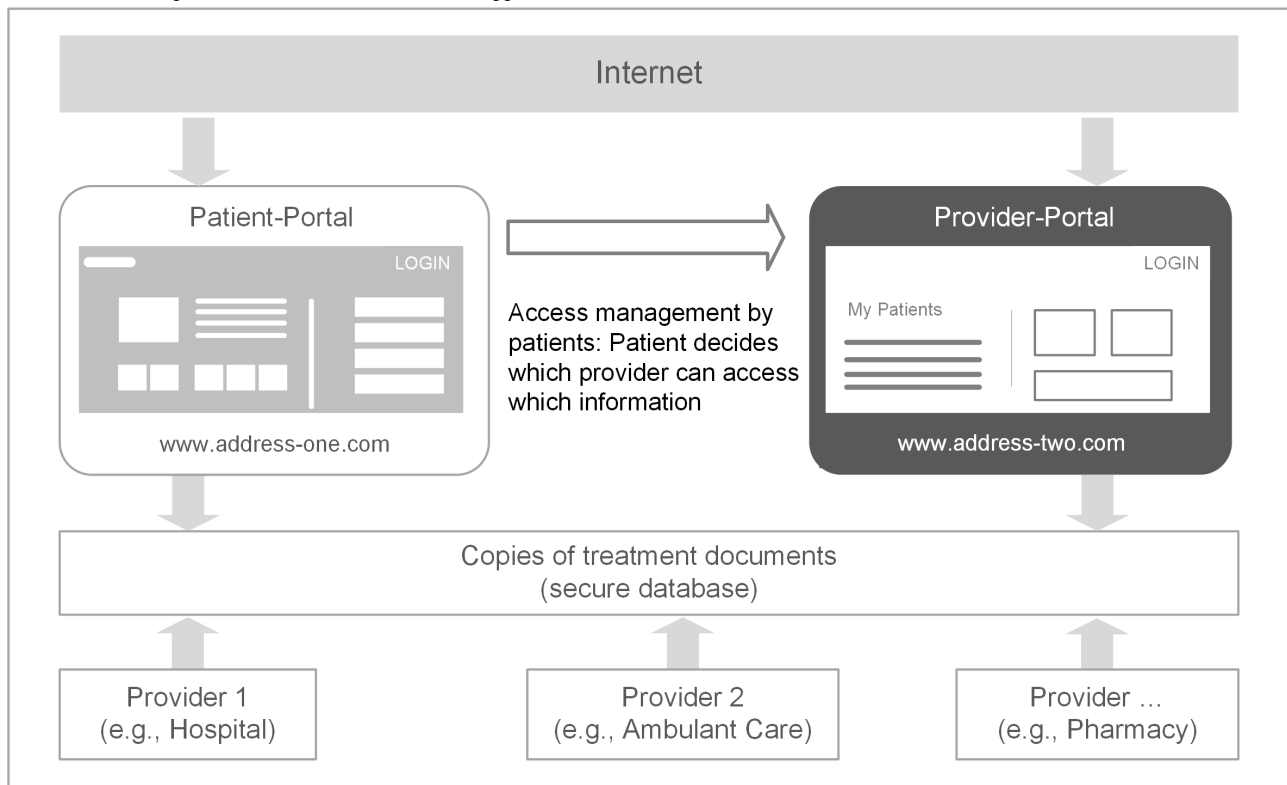 Internet
Patient-Portal
LOGIN
www.address-one.com
Access management by
patients: Patient decides
which provider can access
which information
Provider-Portal
LOGIN
My Patients
www.address-two.com
Copies of treatment documents
(secure database)
Provider 1
(e.g., Hospital)
Provider 2
(e.g., Ambulant Care)
Provider ...
(e.g., Pharmacy)